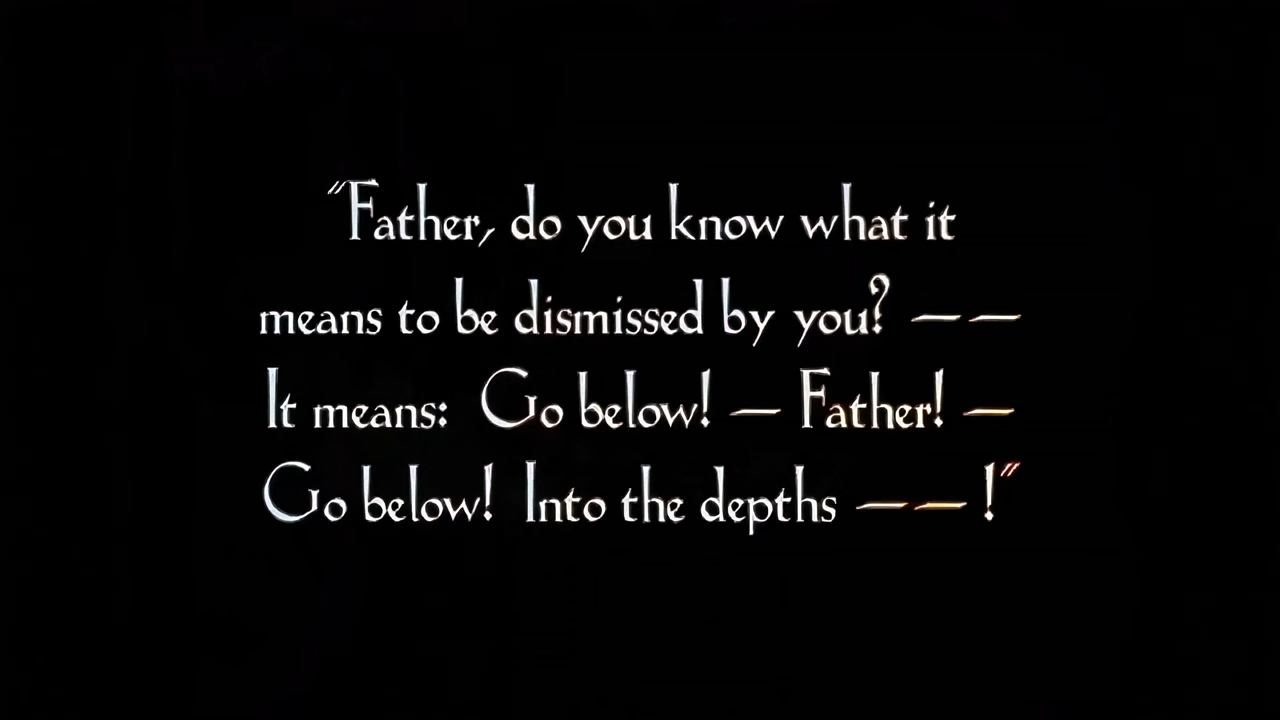 "Father, do you know what it
means to be dismissed by you? — —
It means: Go below! — Father! —
Go below! Into the depths — — !"